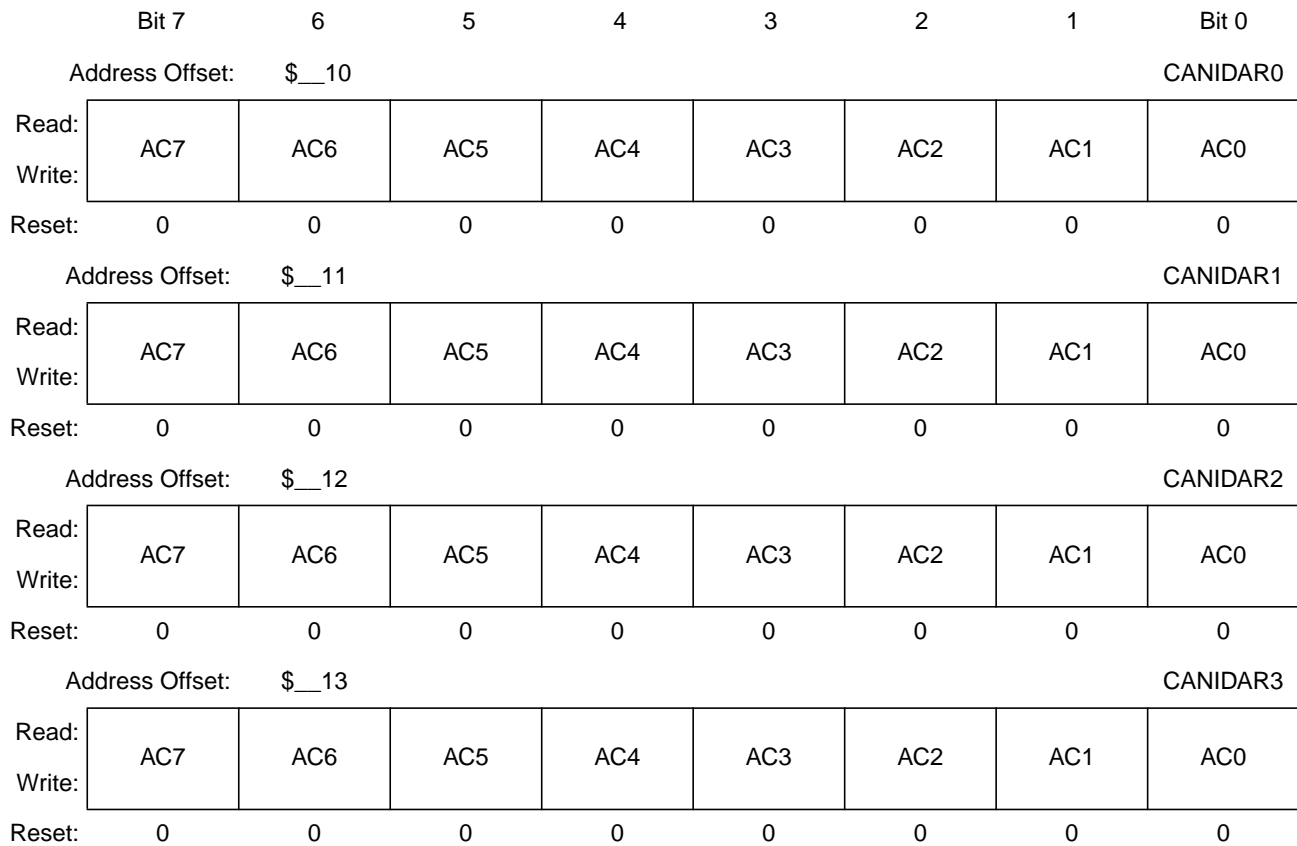 Bit 7 6 5 4 3 2 1 Bit 0
Address Offset: $__10 CANIDAR0
Read:
AC7 AC6 AC5 AC4 AC3 AC2 AC1 AC0
Write:
Reset: 0 0 0 0 0 0 0 0
Address Offset: $__11 CANIDAR1
Read:
AC7 AC6 AC5 AC4 AC3 AC2 AC1 AC0
Write:
Reset: 0 0 0 0 0 0 0 0
Address Offset: $__12 CANIDAR2
Read:
AC7 AC6 AC5 AC4 AC3 AC2 AC1 AC0
Write:
Reset: 0 0 0 0 0 0 0 0
Address Offset: $__13 CANIDAR3
Read:
AC7 AC6 AC5 AC4 AC3 AC2 AC1 AC0
Write:
Reset: 0 0 0 0 0 0 0 0